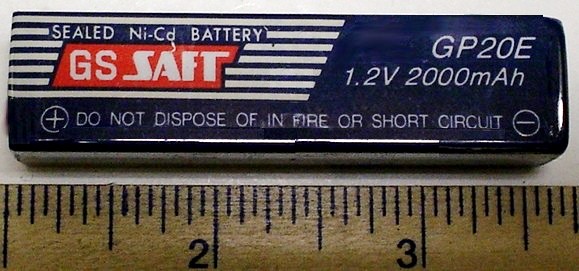 SEALED Ni-Cd BATTERY
GS SAFT
GP20E
1.2V 2000mAh
+ DO NOT DISPOSE OF IN FIRE OR SHORT CIRCUIT −
2 3